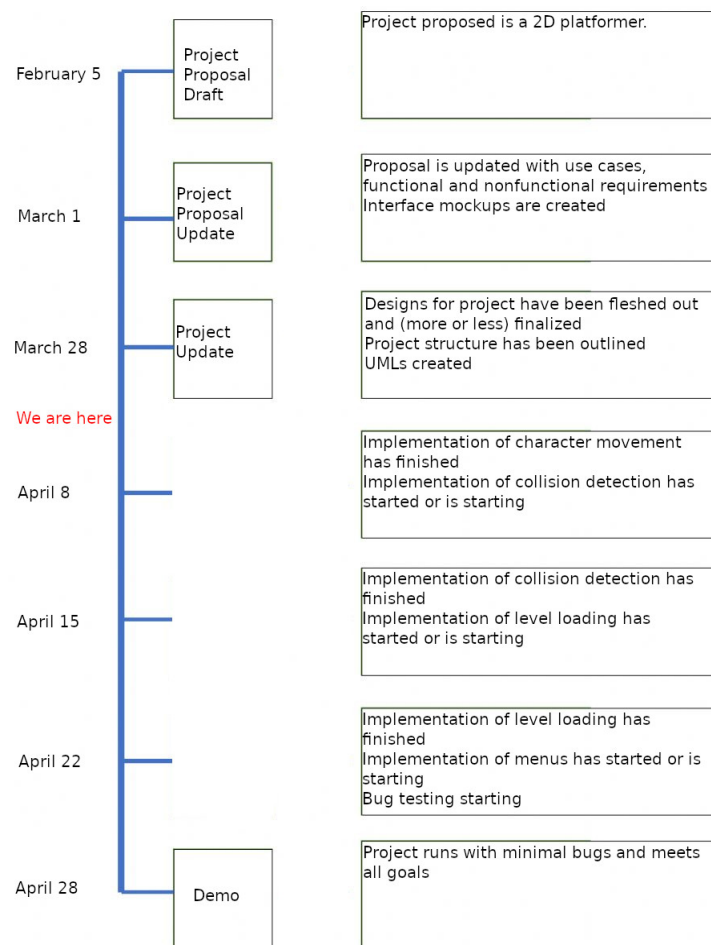 February 5
Project
Proposal
Draft
Project proposed is a 2D platformer.
March 1
Project
Proposal
Update
Proposal is updated with use cases,
functional and nonfunctional requirements
Interface mockups are created
March 28
Project
Update
Designs for project have been fleshed out
and (more or less) finalized
Project structure has been outlined
UMLs created
We are here
April 8
Implementation of character movement
has finished
Implementation of collision detection has
started or is starting
April 15
Implementation of collision detection has
finished
Implementation of level loading has
started or is starting
April 22
Implementation of level loading has
finished
Implementation of menus has started or is
starting
Bug testing starting
April 28
Demo
Project runs with minimal bugs and meets
all goals